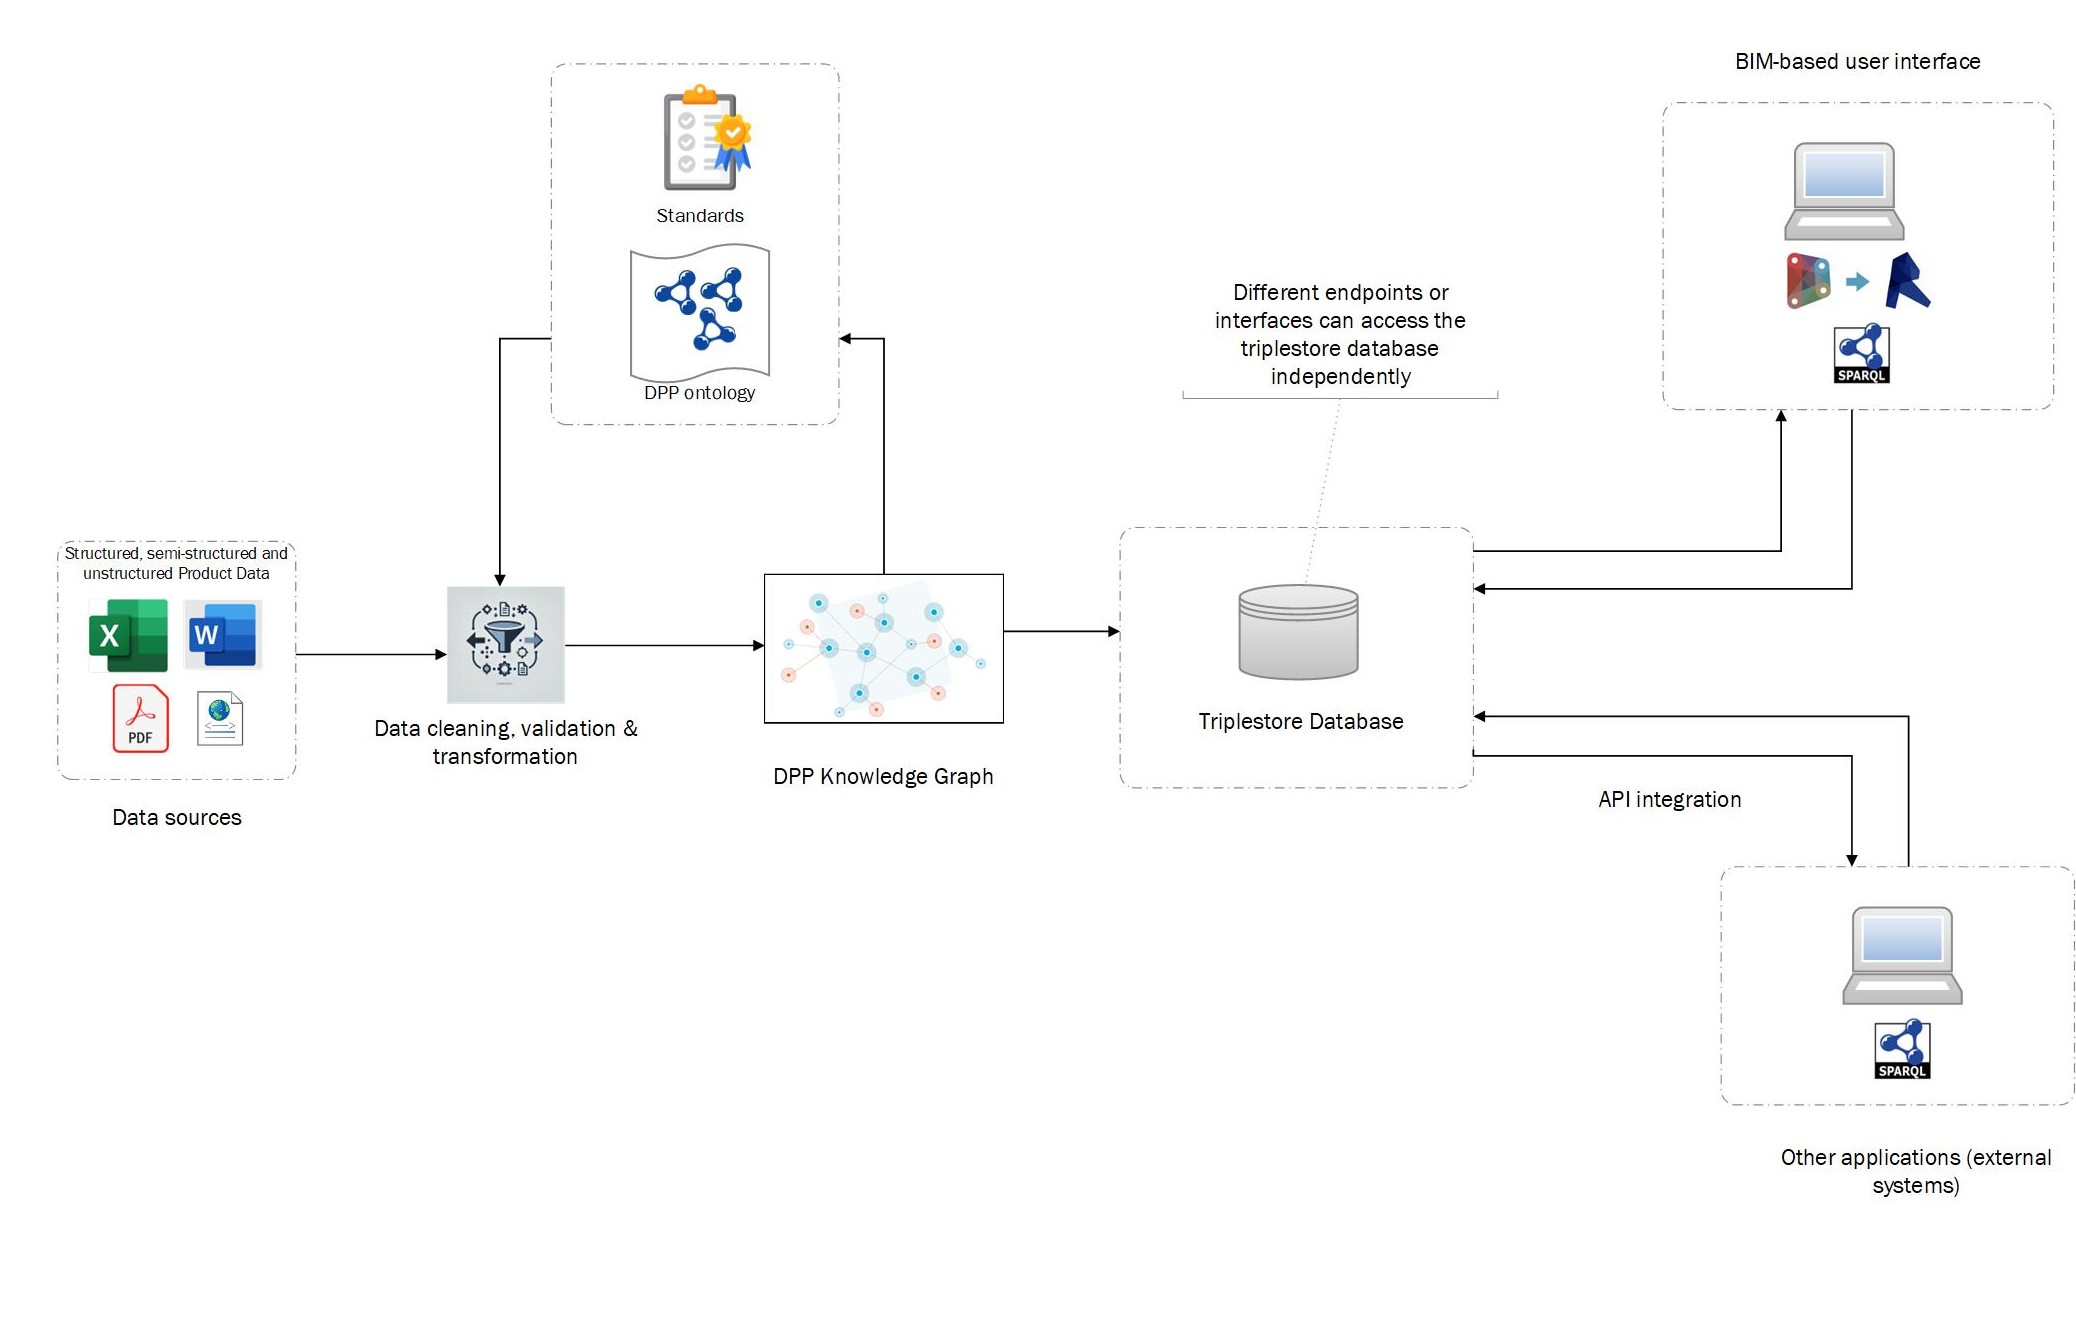 BIM-based user interface
Standards
DPP ontology
Different endpoints or
interfaces can access the
triplestore database
independently
SPARQL
Structured, semi-structured and
unstructured Product Data
X
W
PDF
Data sources
Data cleaning, validation &
transformation
DPP Knowledge Graph
Triplestore Database
API integration
SPARQL
Other applications (external
systems)